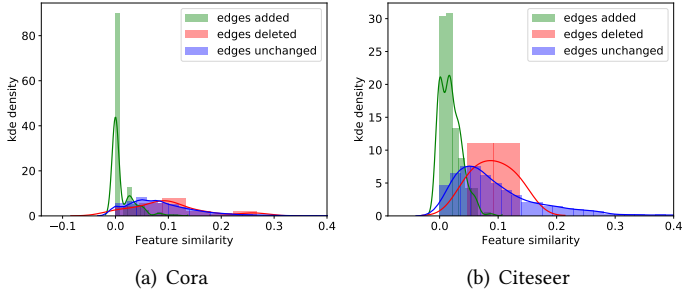 edges added
edges deleted
edges unchanged
kde density
80
60
40
20
0
−0.1
0.0
0.1
0.2
0.3
0.4
Feature similarity
(a) Cora
edges added
edges deleted
edges unchanged
kde density
30
25
20
15
10
5
0
0.0
0.1
0.2
0.3
0.4
Feature similarity
(b) Citeseer